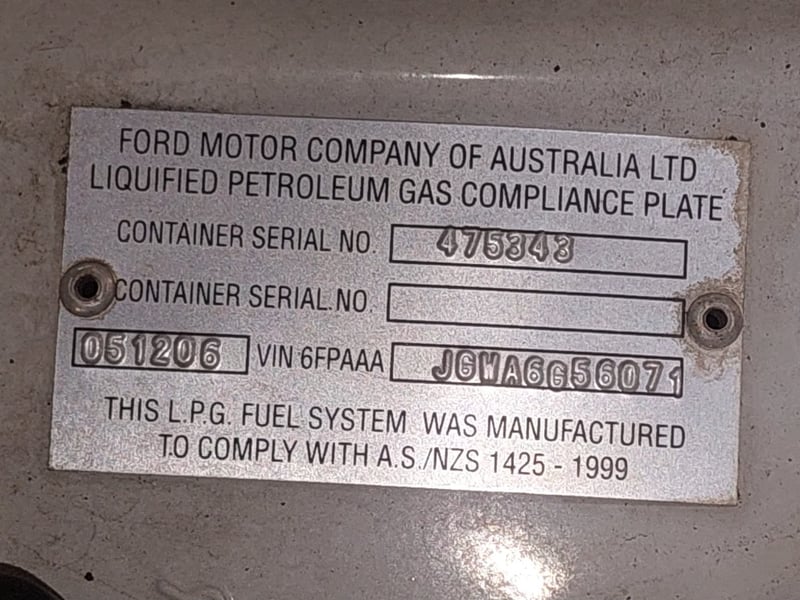 FORD MOTOR COMPANY OF AUSTRALIA LTD
LIQUIFIED PETROLEUM GAS COMPLIANCE PLATE
CONTAINER SERIAL NO. 475343
CONTAINER SERIAL.NO.
051206 VIN 6FPAAA JGWA6G56071
THIS L.P.G. FUEL SYSTEM WAS MANUFACTURED
TO COMPLY WITH A.S./NZS 1425 - 1999